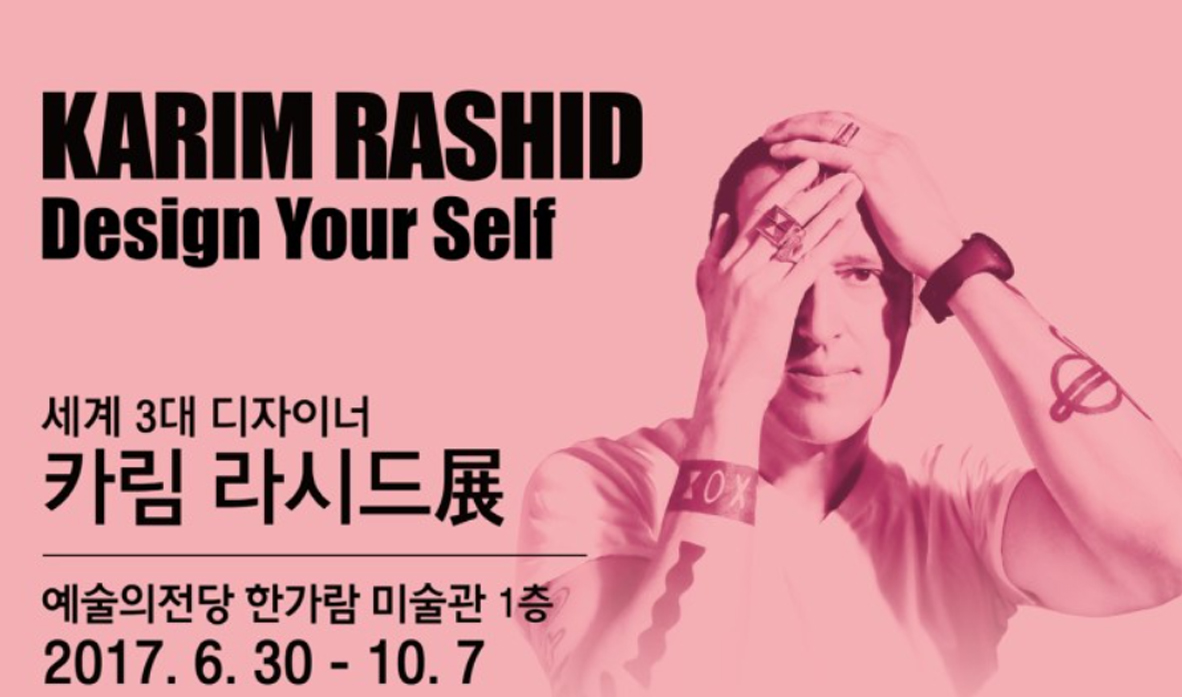 KARIM RASHID
Design Your Self
세계 3대 디자이너
카림 라시드展
예술의전당 한가람 미술관 1층
2017. 6. 30 - 10. 7
XOX